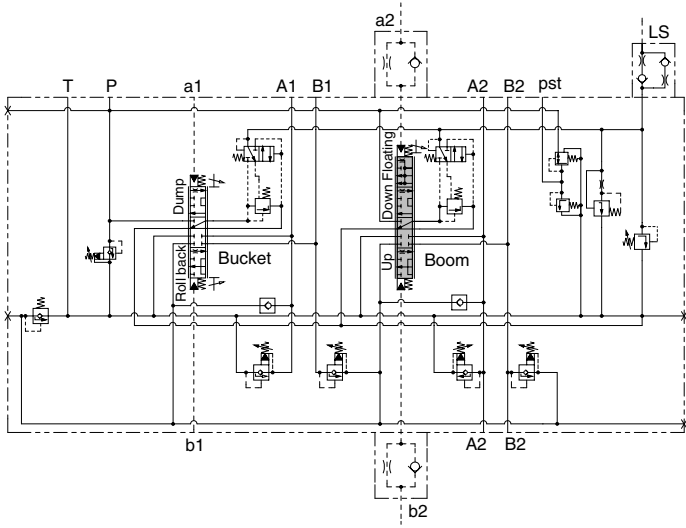 a2
LS
T
P
a1
A1
B1
A2
B2
pst
Dump
Down Floating
Bucket
Boom
Roll back
Up
b1
A2
B2
b2